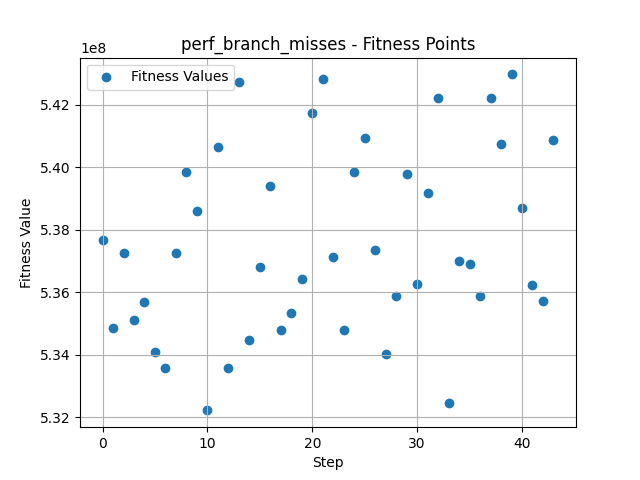 perf_branch_misses - Fitness Points
1e8
Fitness Values
5.42
5.40
5.38
5.36
5.34
5.32
Fitness Value
0 10 20 30 40
Step